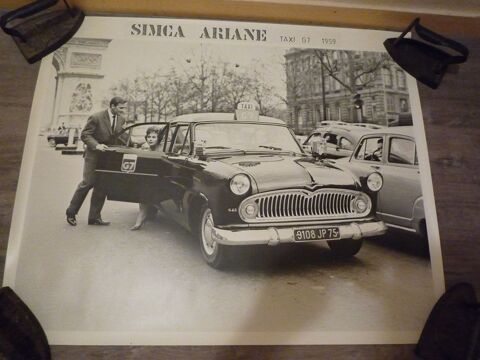 SIMCA ARIANE TAXI G7 1959
TAXI
G7
9108 JP 75